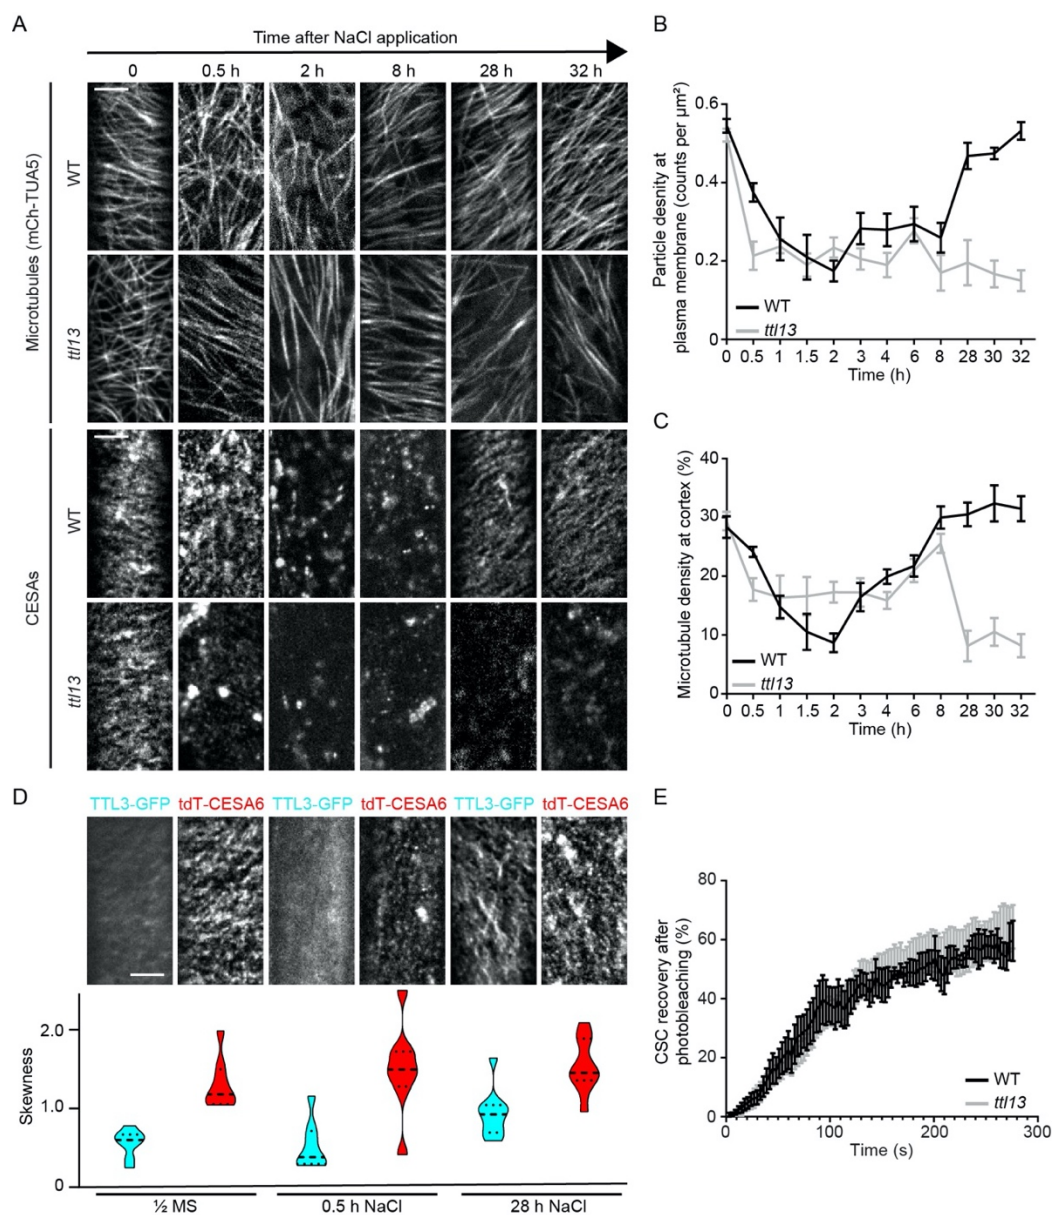 A
Time after NaCl application
0 0.5 h 2 h 8 h 28 h 32 h
Microtubules (mCh-TUA5)
WT
ttl13
CESAs
WT
ttl13
B
Particle desnity at
plasma membrane (counts per µm²)
0.6
0.4
0.2
0
WT
ttl13
0 0.5 1 1.5 2 3 4 6 8 28 30 32
Time (h)
C
Microtubule density at cortex (%)
40
30
20
10
0
WT
ttl13
0 0.5 1 1.5 2 3 4 6 8 28 30 32
Time (h)
D
TTL3-GFP tdT-CESA6 TTL3-GFP tdT-CESA6 TTL3-GFP tdT-CESA6
Skewness
2.0
1.0
0
½ MS 0.5 h NaCl 28 h NaCl
E
CSC recovery after
photobleaching (%)
80
60
40
20
0
WT
ttl13
0 100 200 300
Time (s)